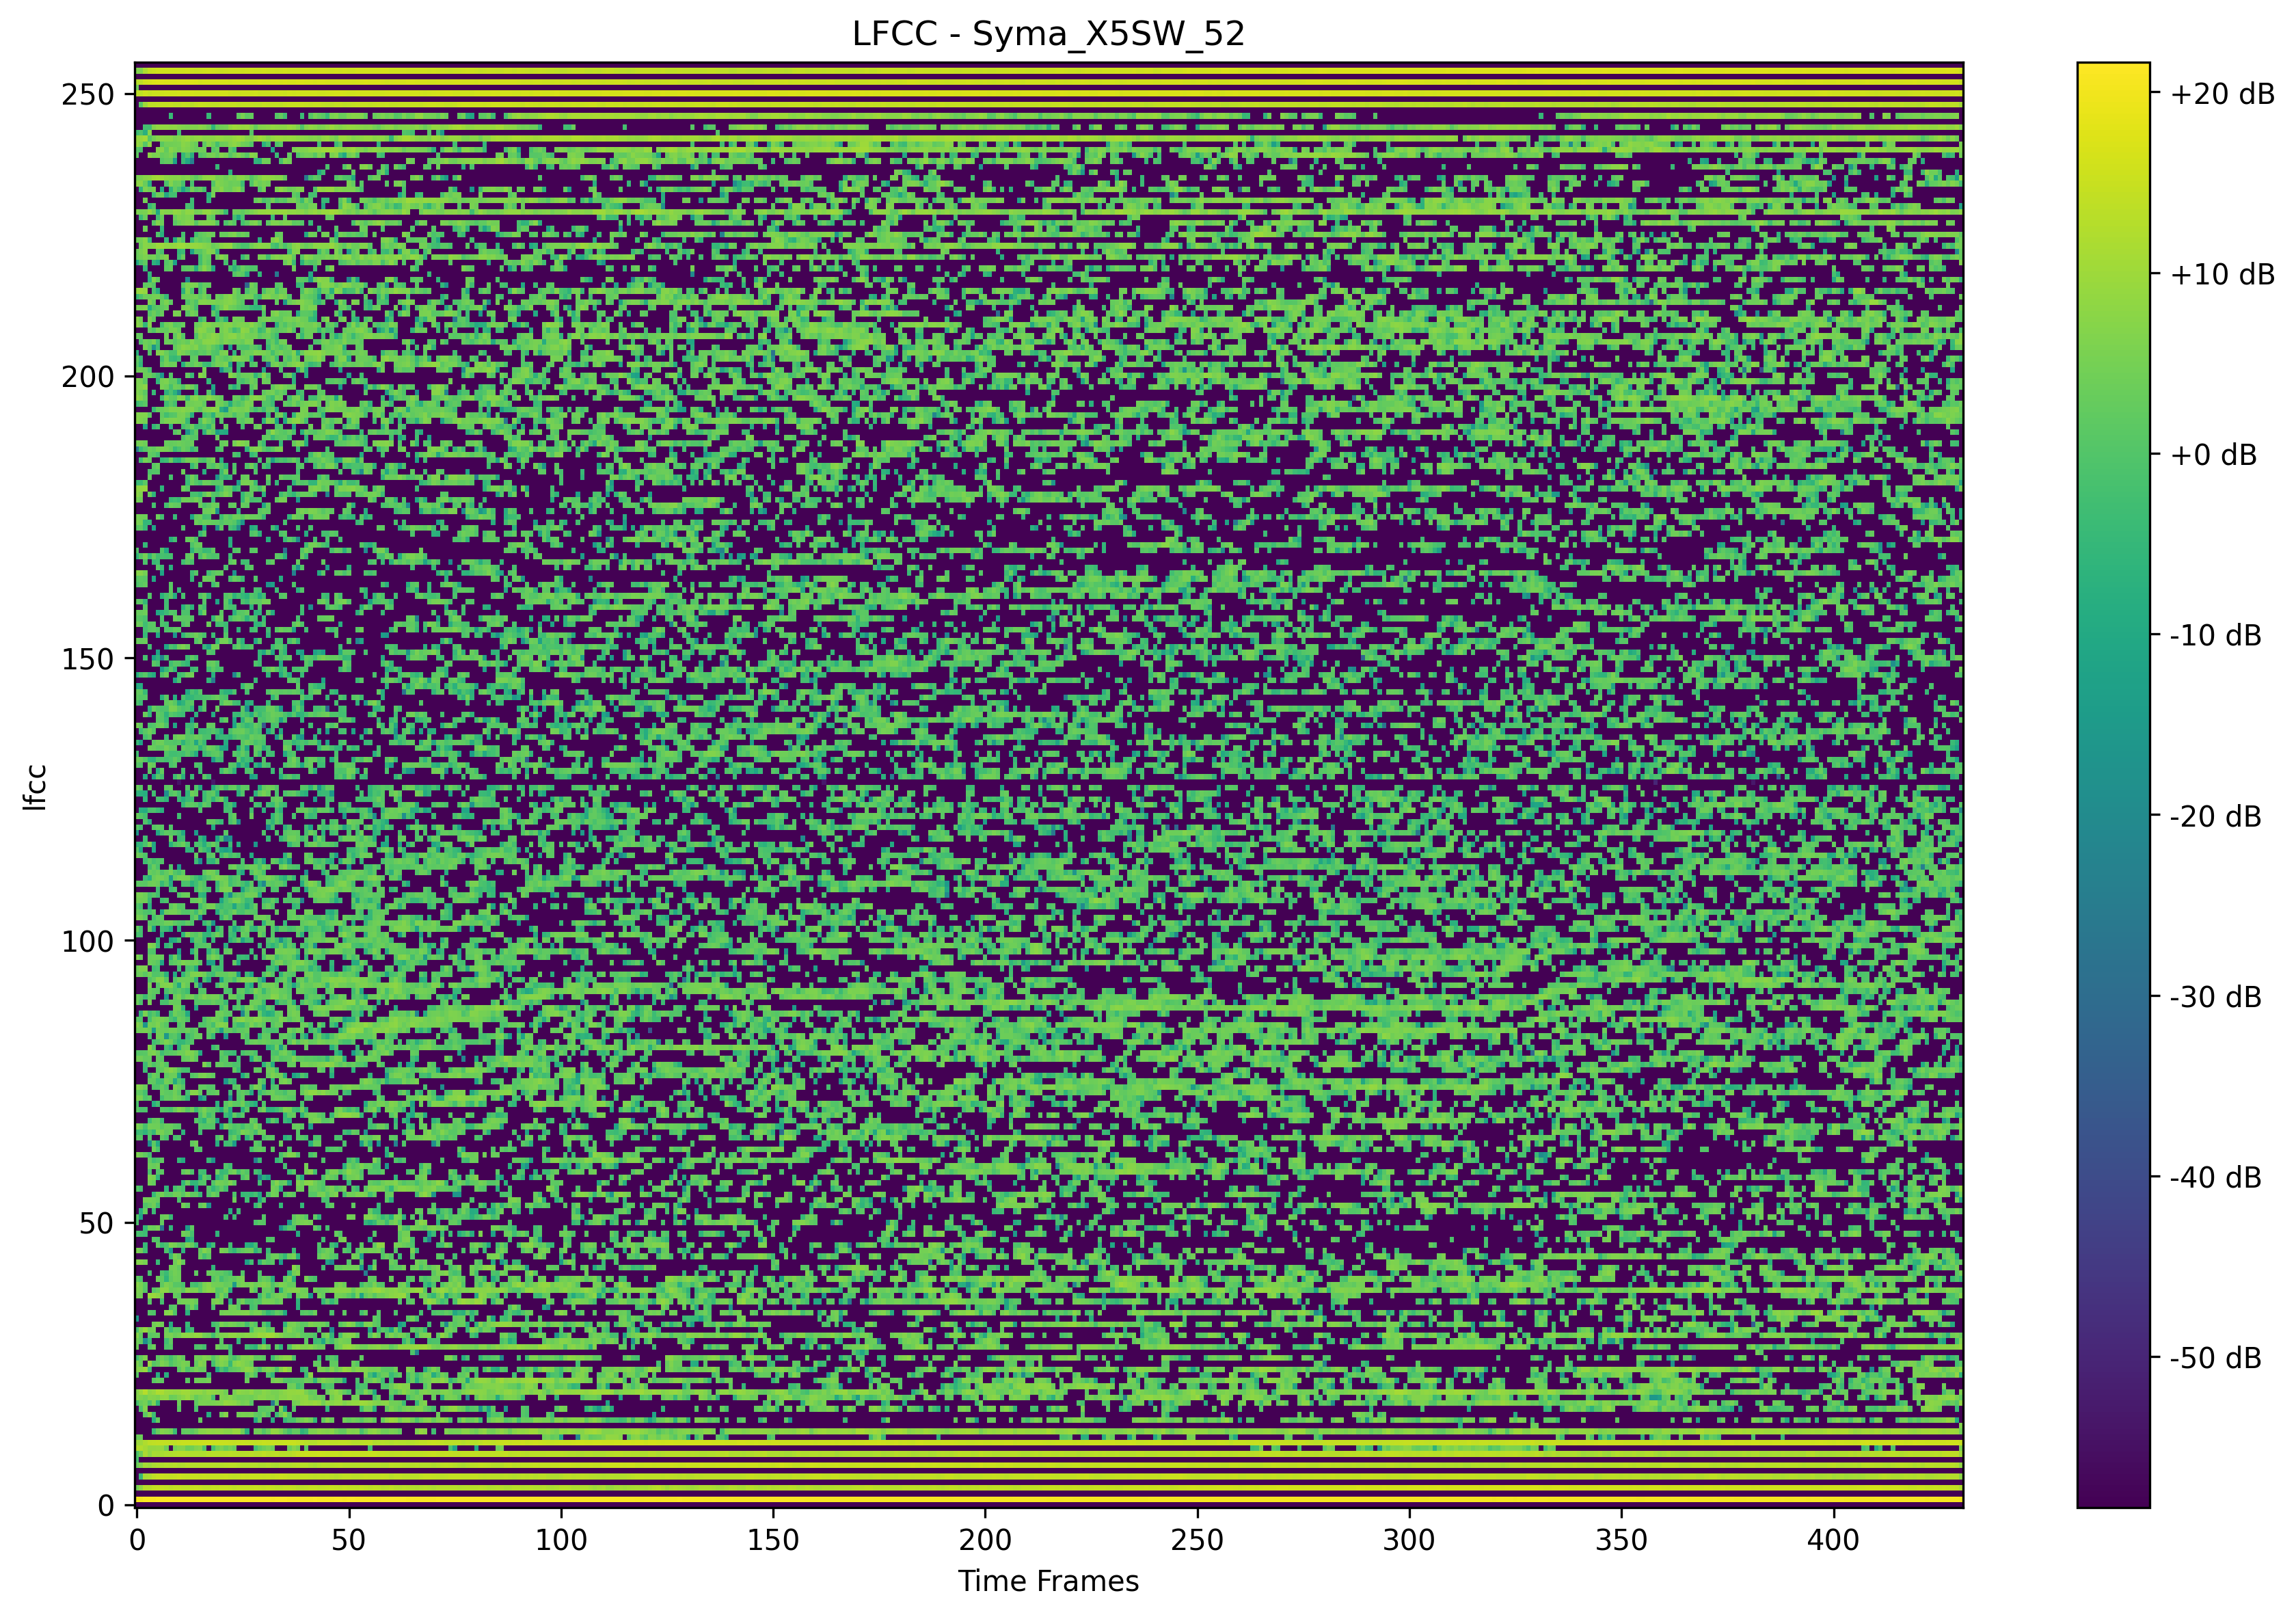 LFCC - Syma_X5SW_52
250
200
150
100
50
0
lfcc
0 50 100 150 200 250 300 350 400
Time Frames
+20 dB
+10 dB
+0 dB
-10 dB
-20 dB
-30 dB
-40 dB
-50 dB